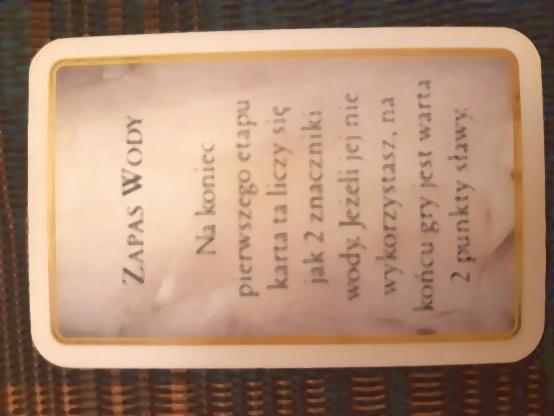 ZAPAS WODY
Na koniec
pierwszego etapu
karta ta liczy się
jak 2 znaczniki
wody. Jeżeli jej nie
wykorzystasz, na
końcu gry jest warta
2 punkty sławy.